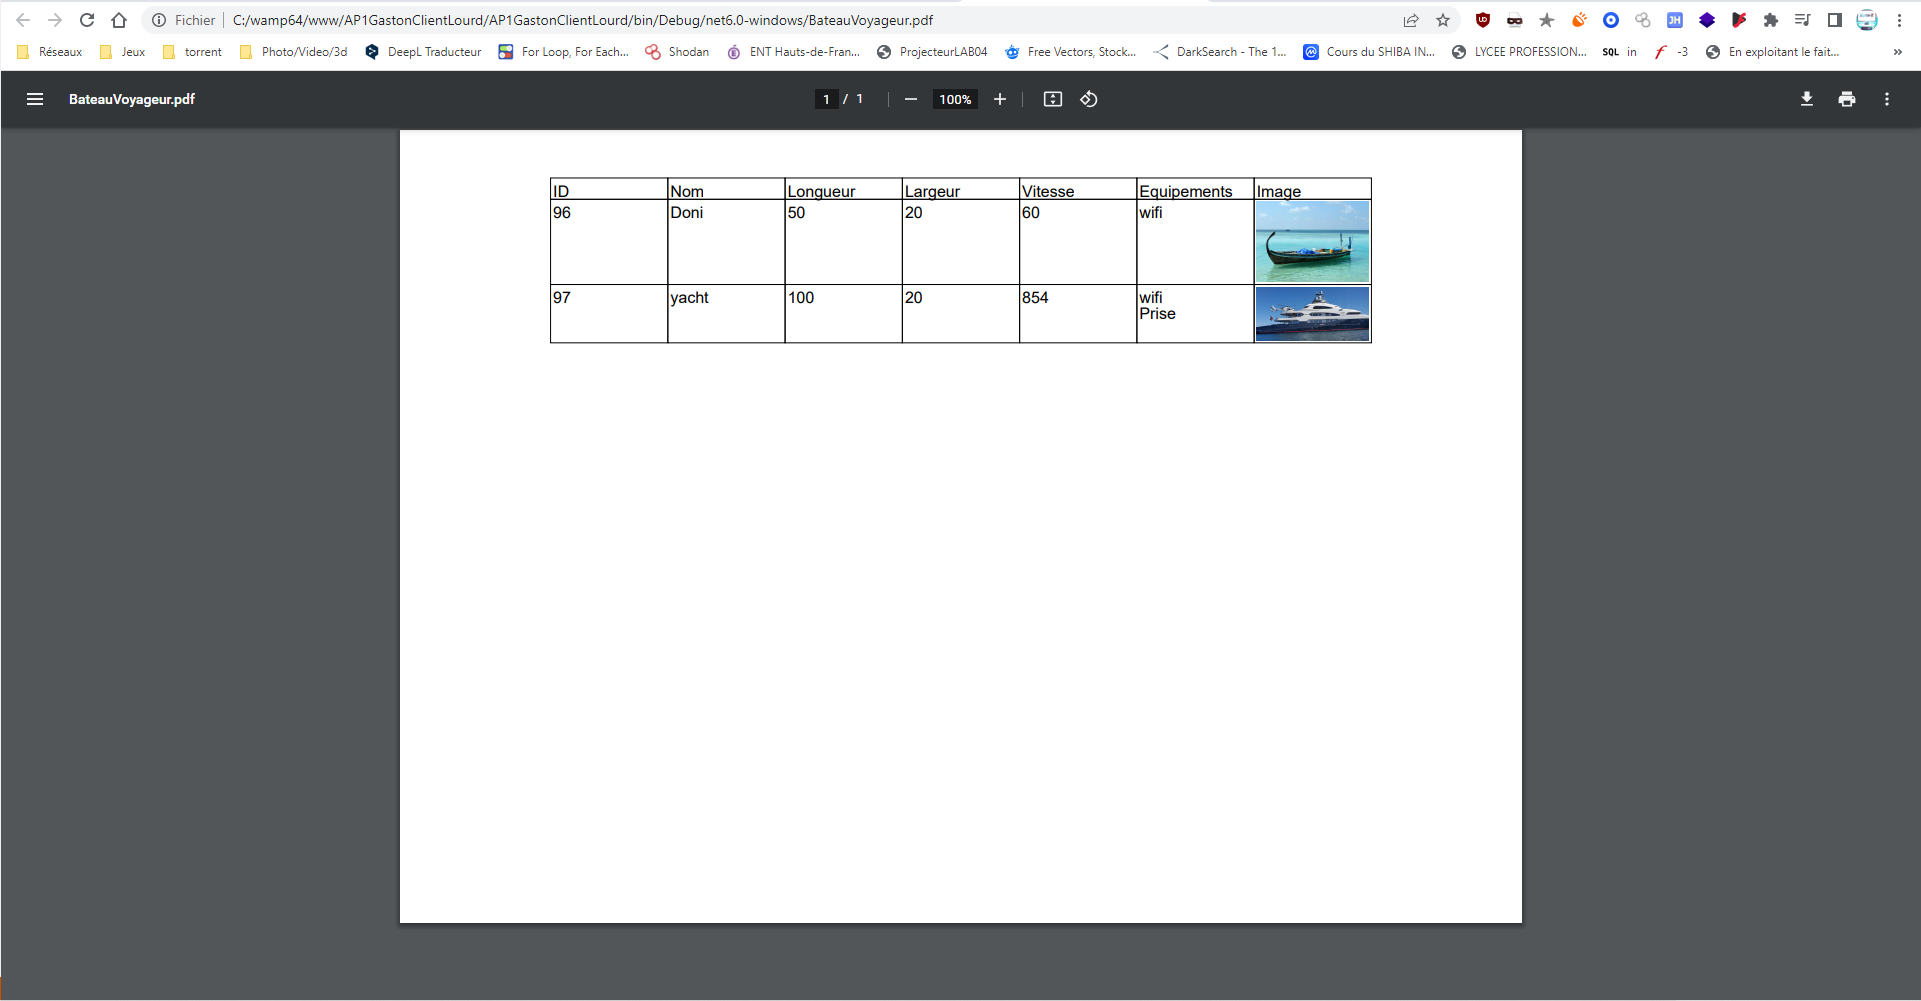 Fichier C:/wamp64/www/AP1GastonClientLourd/AP1GastonClientLourd/bin/Debug/net6.0-windows/BateauVoyageur.pdf
Réseaux Jeux torrent Photo/Video/3d DeepL Traducteur For Loop, For Each... Shodan ENT Hauts-de-Fran... ProjecteurLAB04 Free Vectors, Stock... DarkSearch - The 1... Cours du SHIBA IN... LYCEE PROFESSION... SQL in -3 En exploitant le fait... »
BateauVoyageur.pdf 1 / 1 100%
ID Nom Longueur Largeur Vitesse Equipements Image
96 Doni 50 20 60 wifi
97 yacht 100 20 854 wifi
Prise